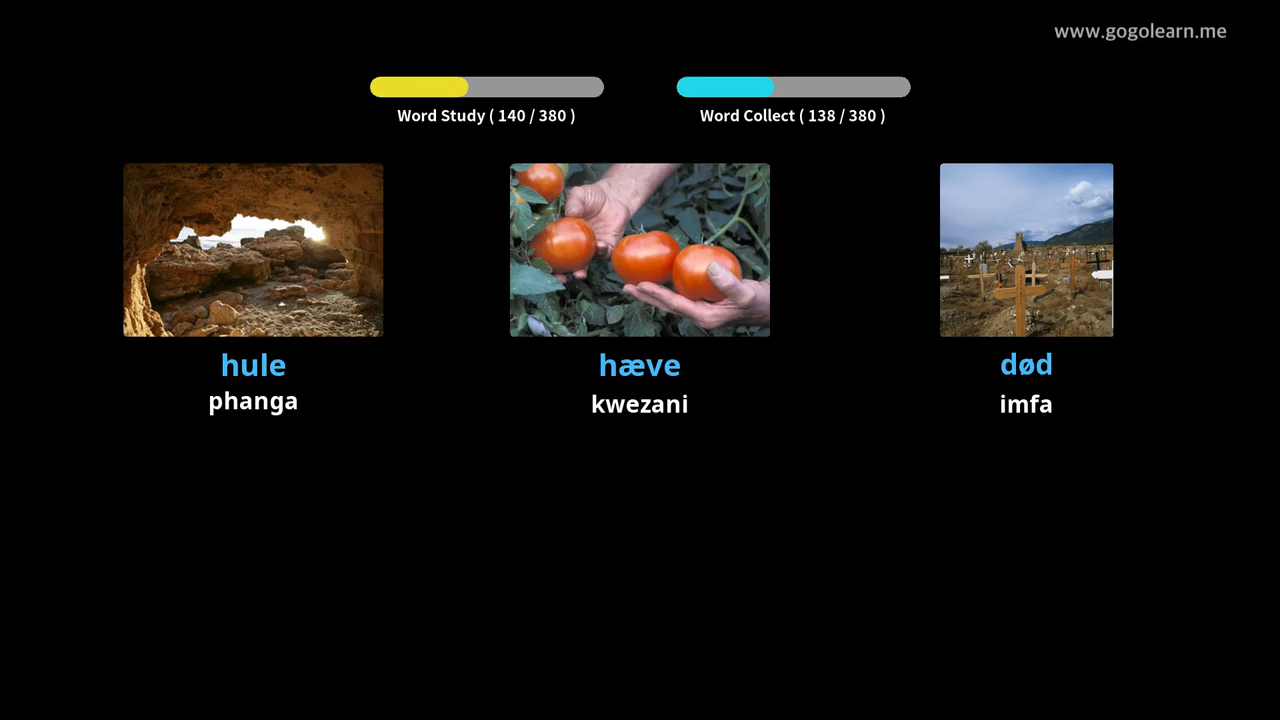 www.gogolearn.me
Word Study ( 140 / 380 )
Word Collect ( 138 / 380 )
hule
phanga
hæve
kwezani
død
imfa